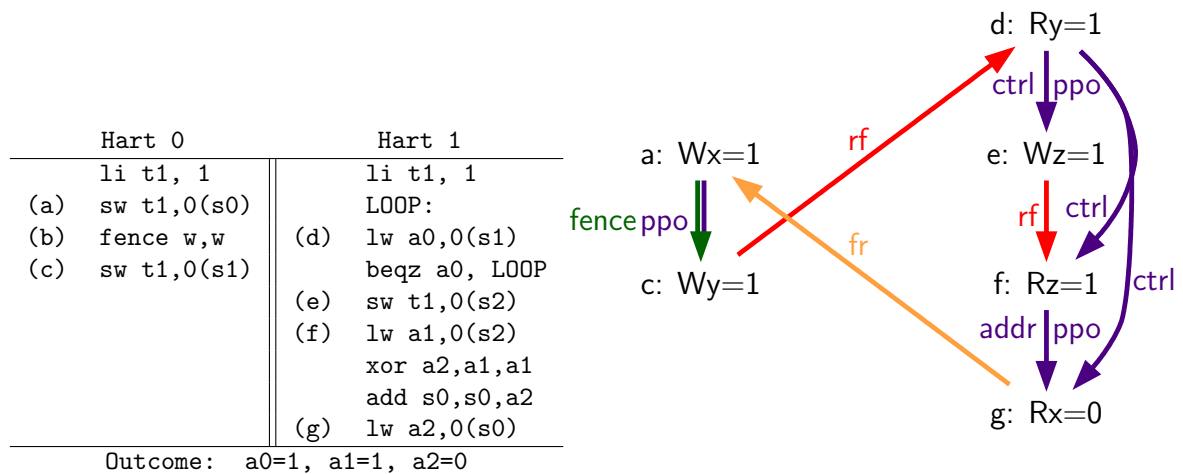 Hart 0 Hart 1
li t1, 1 li t1, 1
(a) sw t1,0(s0) LOOP:
(b) fence w,w (d) lw a0,0(s1)
(c) sw t1,0(s1) beqz a0, LOOP
(e) sw t1,0(s2)
(f) lw a1,0(s2)
xor a2,a1,a1
add s0,s0,a2
(g) lw a2,0(s0)
Outcome: a0=1, a1=1, a2=0
d: Ry=1
ctrl ppo
rf
a: Wx=1
e: Wz=1
fence ppo
rf
ctrl
fr
c: Wy=1
f: Rz=1
ctrl
addr ppo
g: Rx=0